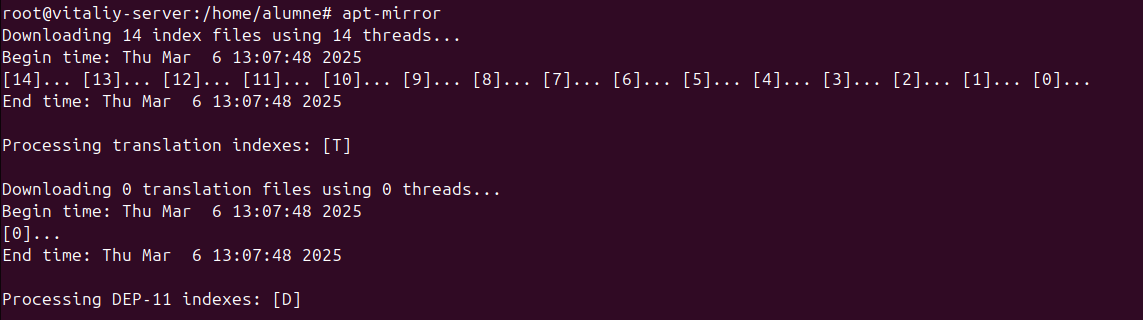 root@vitaliy-server:/home/alumne# apt-mirror
Downloading 14 index files using 14 threads...
Begin time: Thu Mar  6 13:07:48 2025
[14]... [13]... [12]... [11]... [10]... [9]... [8]... [7]... [6]... [5]... [4]... [3]... [2]... [1]... [0]...
End time: Thu Mar  6 13:07:48 2025

Processing translation indexes: [T]

Downloading 0 translation files using 0 threads...
Begin time: Thu Mar  6 13:07:48 2025
[0]...
End time: Thu Mar  6 13:07:48 2025

Processing DEP-11 indexes: [D]